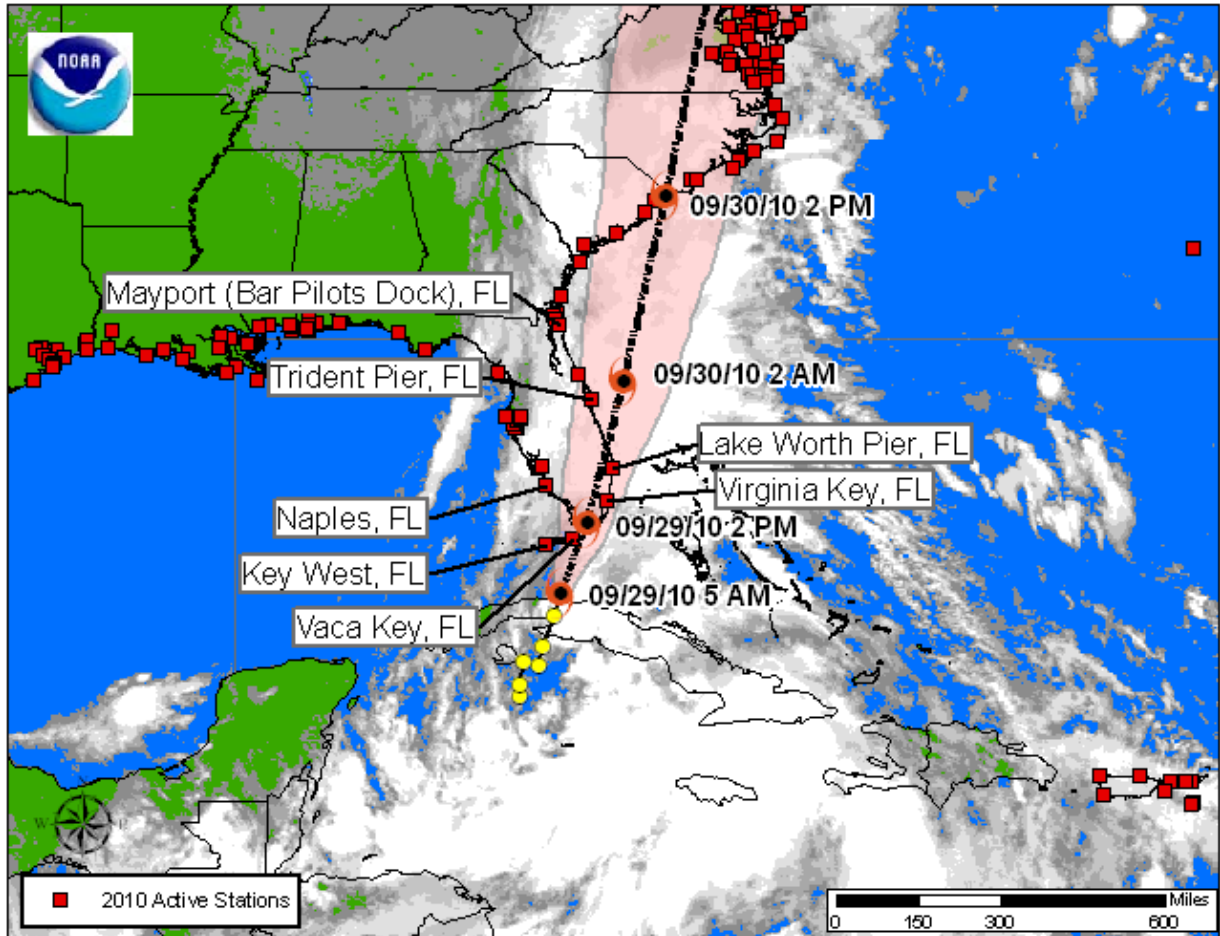 NOAA
09/30/10 2 PM
Mayport (Bar Pilots Dock), FL
Trident Pier, FL
09/30/10 2 AM
Lake Worth Pier, FL
Virginia Key, FL
Naples, FL
09/29/10 2 PM
Key West, FL
09/29/10 5 AM
Vaca Key, FL
W
2010 Active Stations
Miles
0 150 300 600